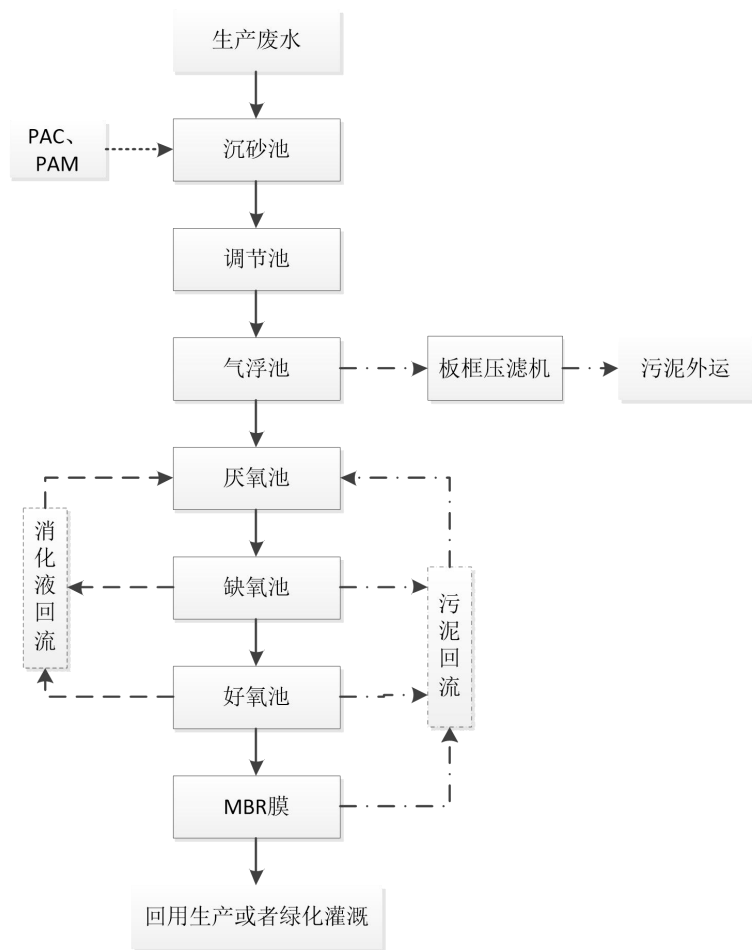 生产废水
PAC、
PAM
沉砂池
调节池
气浮池
板框压滤机
污泥外运
厌氧池
消化液回流
缺氧池
污泥回流
好氧池
MBR膜
回用生产或者绿化灌溉